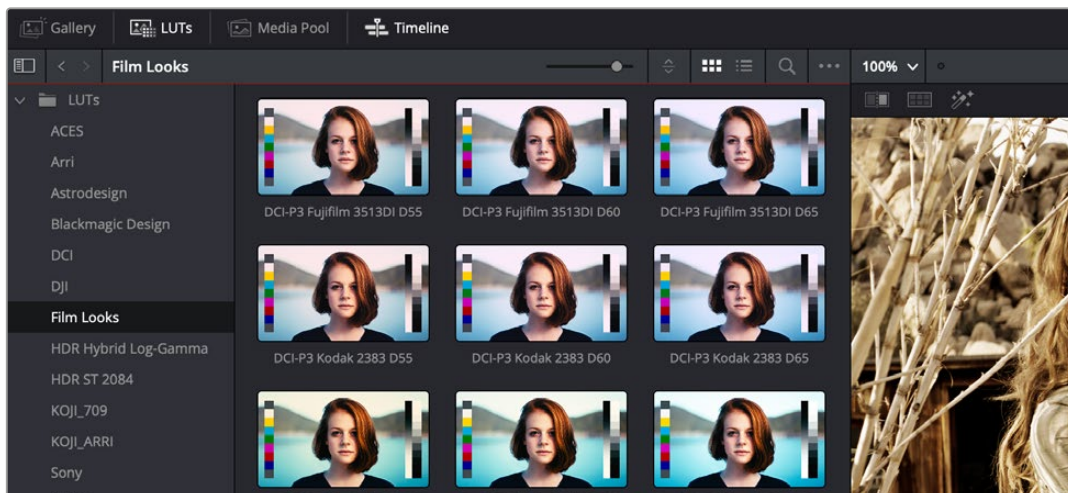 Gallery
LUTs
Media Pool
Timeline
Film Looks
100%
LUTs
ACES
Arri
Astrodesign
Blackmagic Design
DCI
DJI
Film Looks
HDR Hybrid Log-Gamma
HDR ST 2084
KOJI_709
KOJI_ARRI
Sony
DCI-P3 Fujifilm 3513DI D55
DCI-P3 Fujifilm 3513DI D60
DCI-P3 Fujifilm 3513DI D65
DCI-P3 Kodak 2383 D55
DCI-P3 Kodak 2383 D60
DCI-P3 Kodak 2383 D65